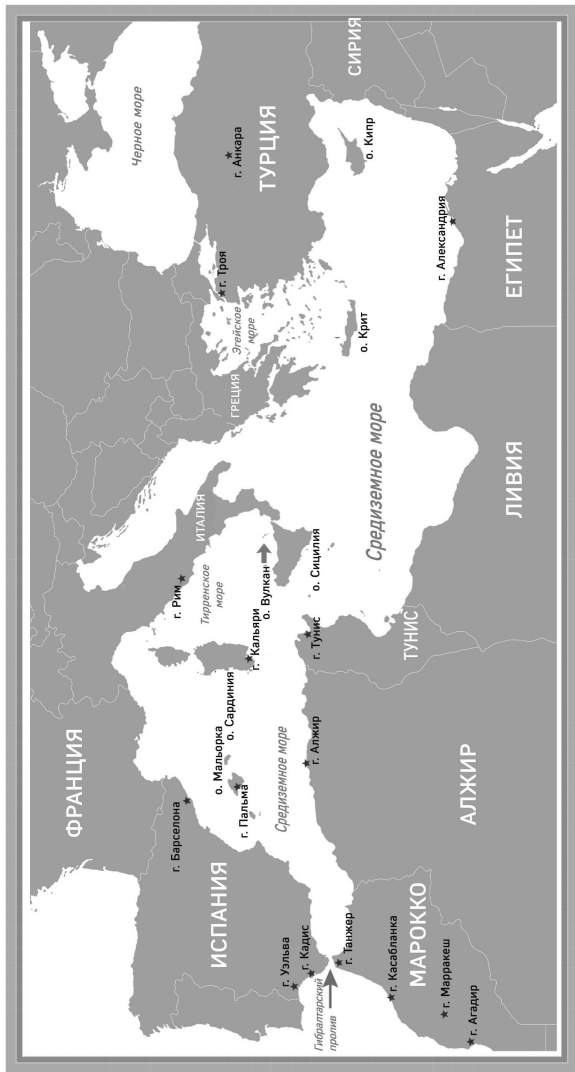 ФРАНЦИЯ
Черное море
ИСПАНИЯ
г. Барселона
г. Рим
ИТАЛИЯ
Тирренское
море
ГРЕЦИЯ
Эгейское
море
г. Троя
г. Анкара
ТУРЦИЯ
СИРИЯ
о. Мальорка
г. Пальма
о. Сардиния
г. Кальяри
о. Вулкан
о. Сицилия
о. Крит
о. Кипр
г. Уэльва
г. Кадис
Гибралтарский
пролив
г. Танжер
Средиземное море
г. Алжир
г. Тунис
ТУНИС
Средиземное море
г. Александрия
г. Касабланка
МАРОККО
г. Марракеш
г. Агадир
АЛЖИР
ЛИВИЯ
ЕГИПЕТ